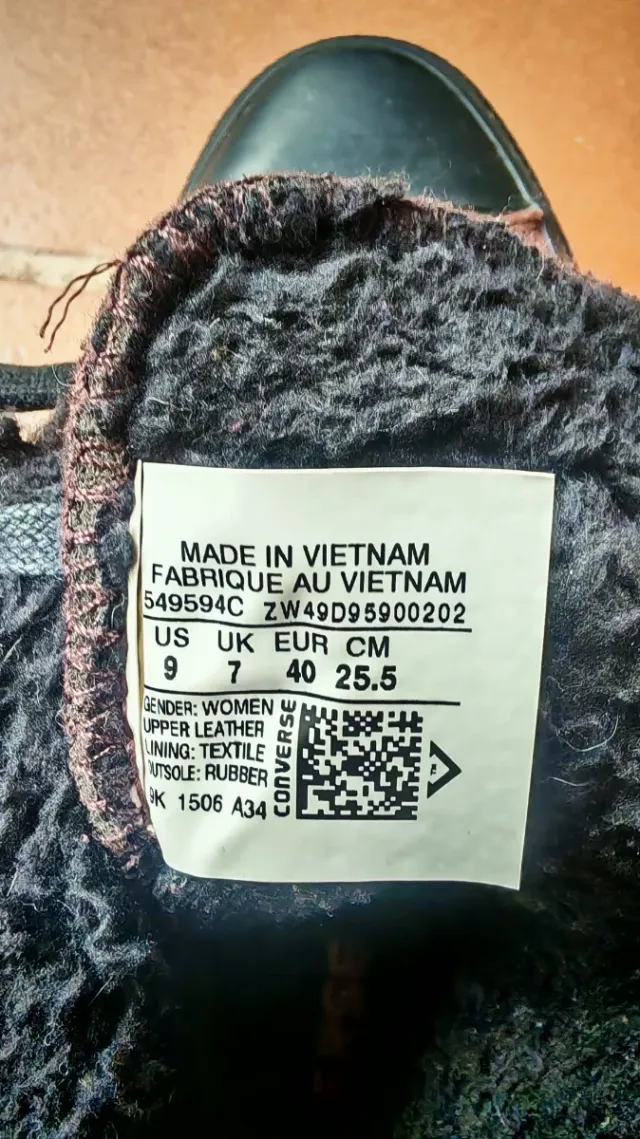 MADE IN VIETNAM
FABRIQUE AU VIETNAM
549594C ZW49D95900202
US UK EUR CM
9 7 40 25.5
GENDER: WOMEN
UPPER LEATHER
LINING: TEXTILE
OUTSOLE: RUBBER
9K 1506 A34
CONVERSE